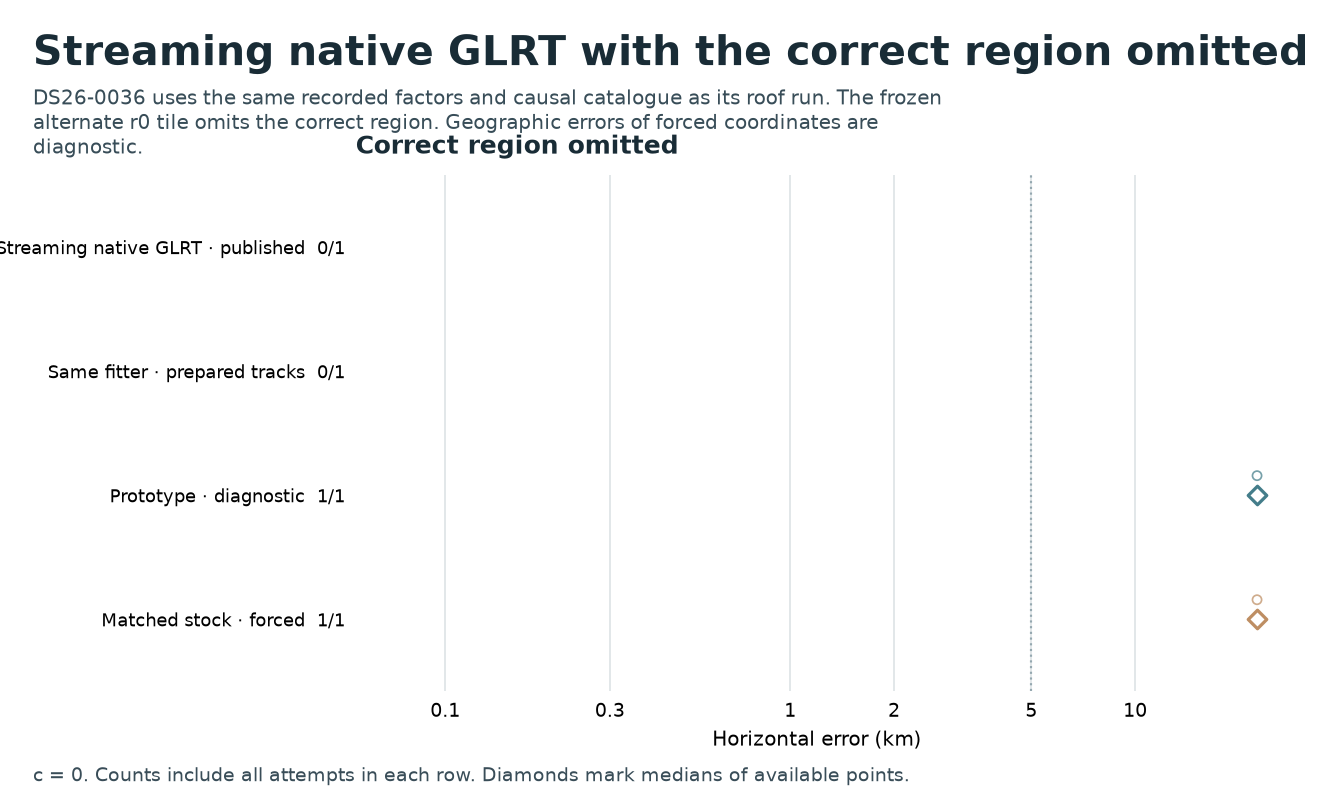 Streaming native GLRT with the correct region omitted
DS26-0036 uses the same recorded factors and causal catalogue as its roof run. The frozen
alternate r0 tile omits the correct region. Geographic errors of forced coordinates are
diagnostic.
Correct region omitted
Streaming native GLRT · published 0/1
Same fitter · prepared tracks 0/1
Prototype · diagnostic 1/1
Matched stock · forced 1/1
0.1 0.3 1 2 5 10
Horizontal error (km)
c = 0. Counts include all attempts in each row. Diamonds mark medians of available points.